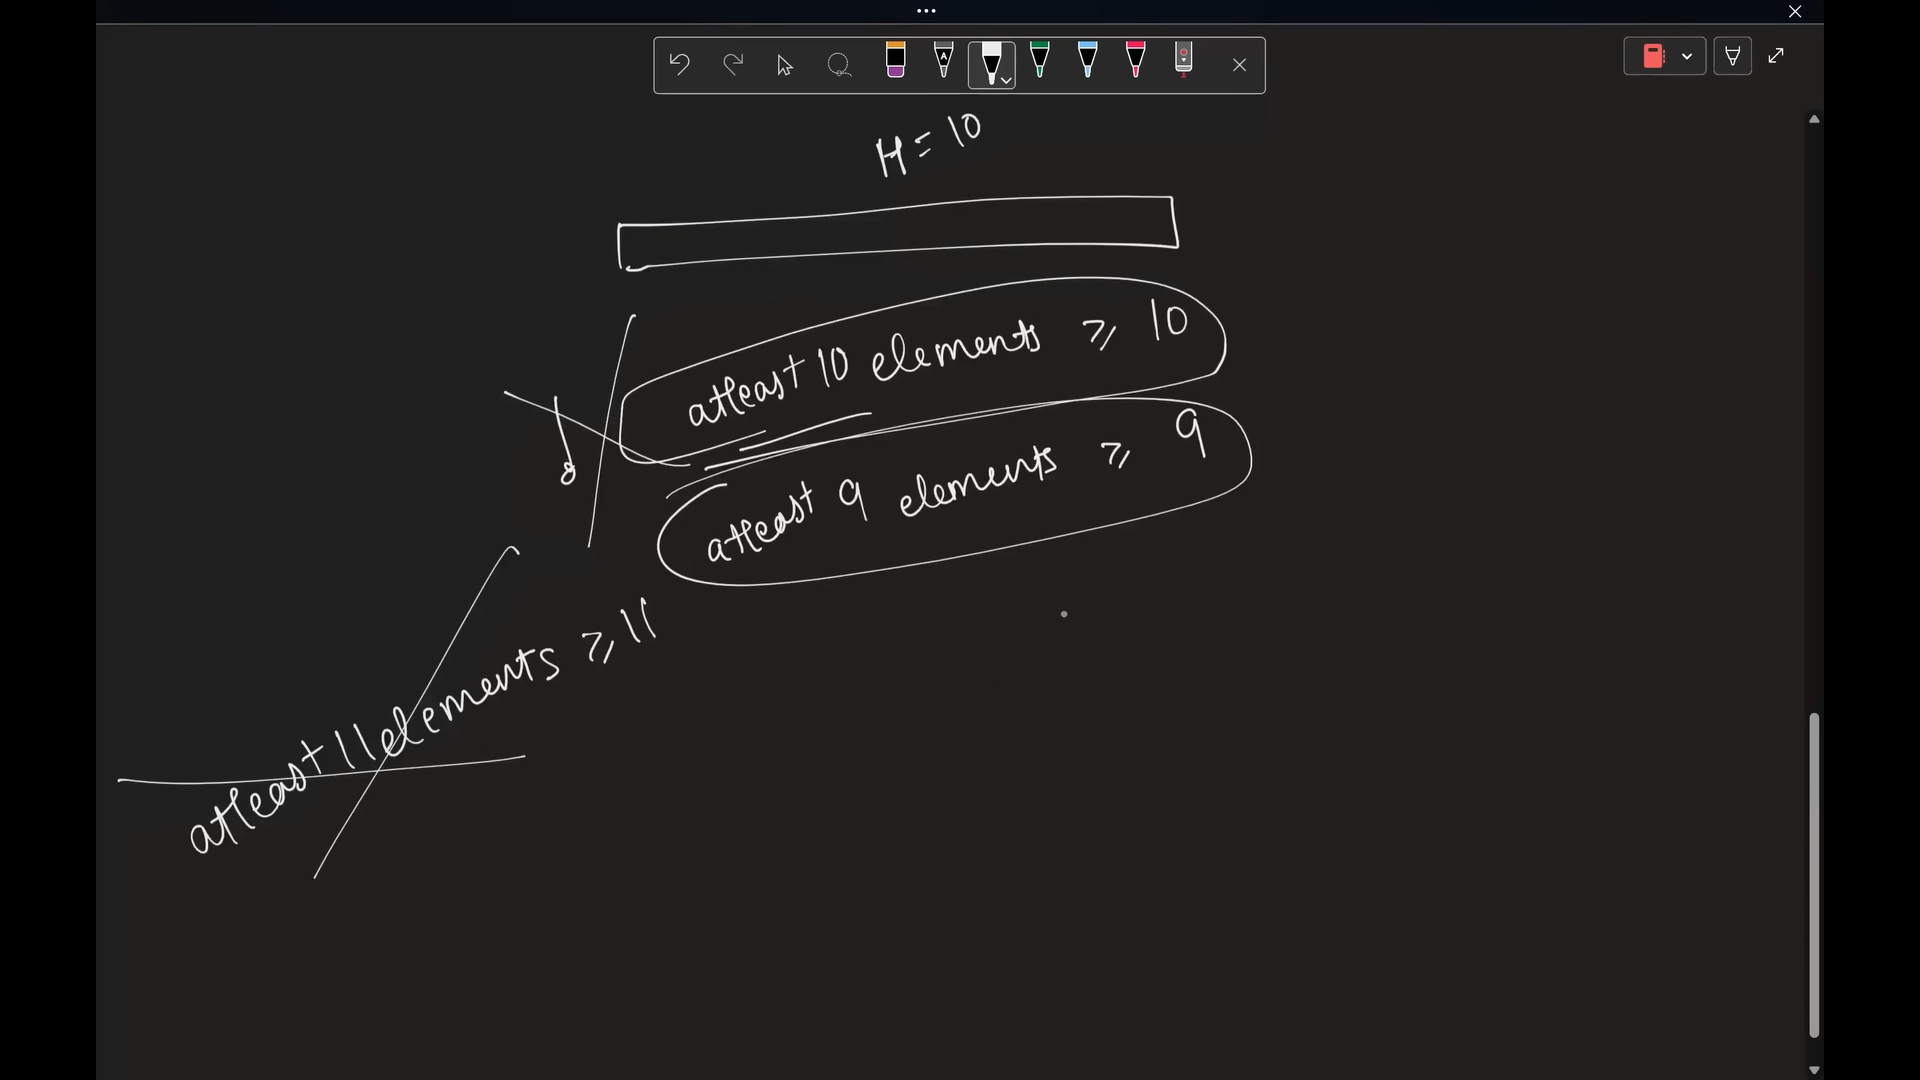 H = 10
atleast 10 elements ⩾ 10
atleast 9 elements ⩾ 9
atleast 11 elements ⩾ 11